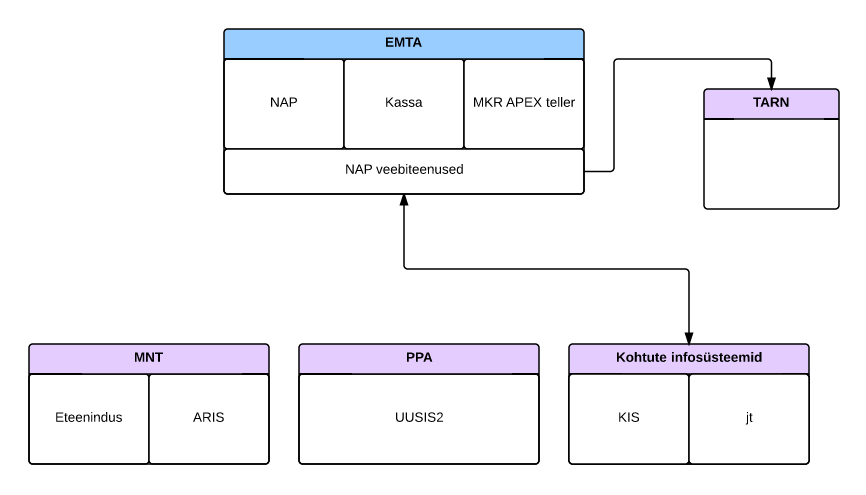 EMTA
NAP
Kassa
MKR APEX teller
TARN
NAP veebiteenused
MNT
PPA
Kohtute infosüsteemid
Eteenindus
ARIS
UUSIS2
KIS
jt